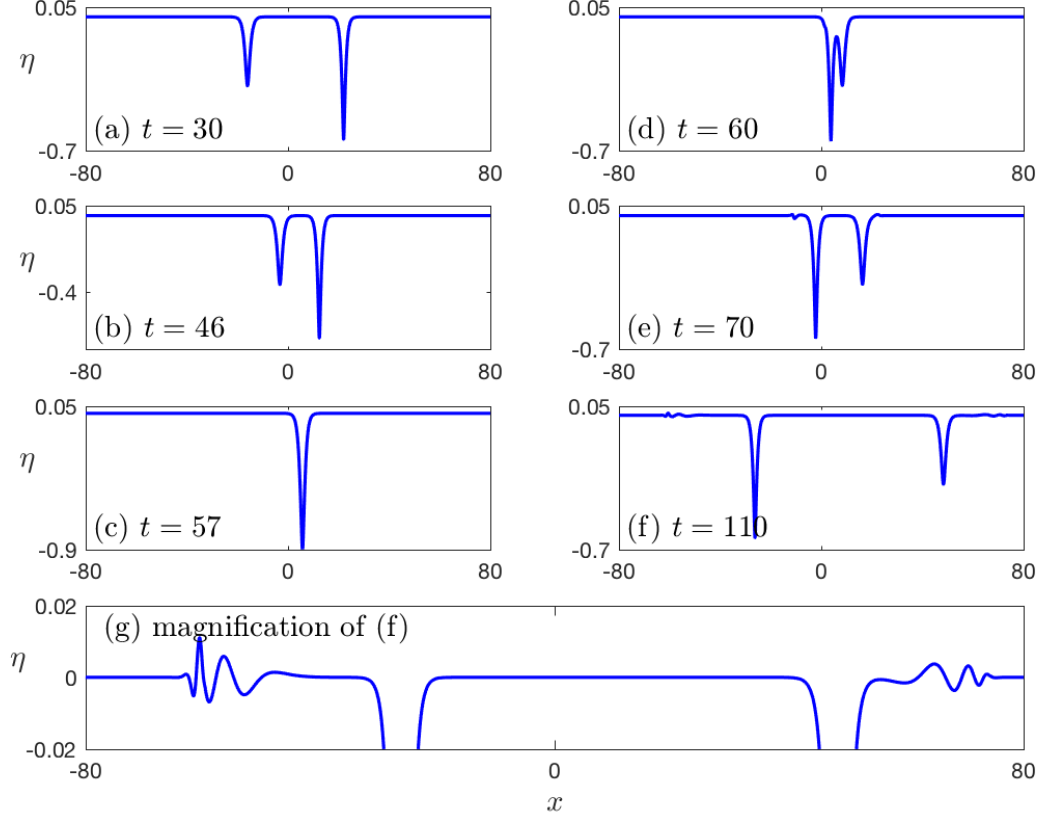 0.05
η
(a) t = 30
-0.7
-80 0 80
0.05
(d) t = 60
-0.7
-80 0 80
0.05
η
-0.4
(b) t = 46
-80 0 80
0.05
(e) t = 70
-0.7
-80 0 80
0.05
η
(c) t = 57
-0.9
-80 0 80
0.05
(f) t = 110
-0.7
-80 0 80
0.02
(g) magnification of (f)
η
0
-0.02
-80 0 80
x